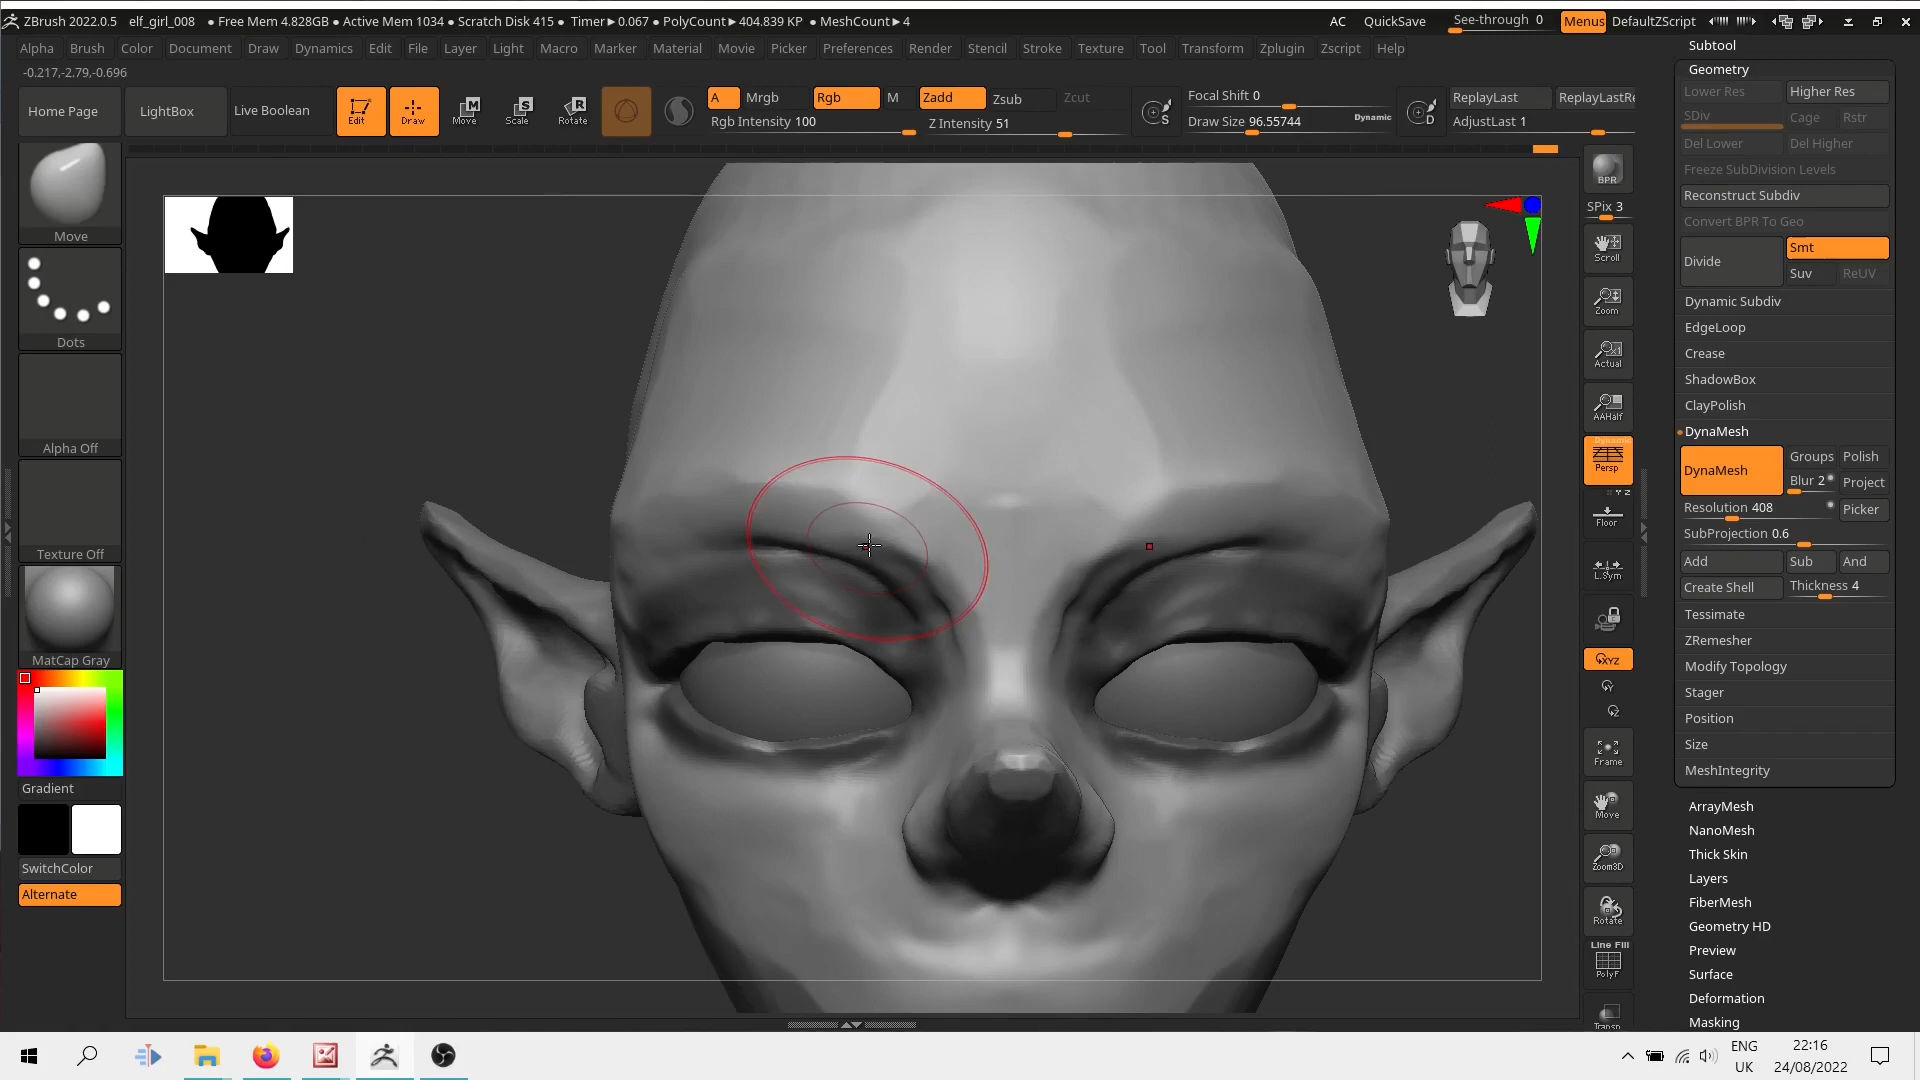 ZBrush 2022.0.5 elf_girl_008 ● Free Mem 4.828GB ● Active Mem 1034 ● Scratch Disk 415 ● Timer►0.067 ● PolyCount►404.839 KP ● MeshCount►4 AC QuickSave See-through 0 Menus DefaultZScript
Alpha Brush Color Document Draw Dynamics Edit File Layer Light Macro Marker Material Movie Picker Preferences Render Stencil Stroke Texture Tool Transform Zplugin Zscript Help
-0.217,-2.79,-0.696
Home Page
LightBox
Live Boolean
Edit
Draw
Move
Scale
Rotate
A Mrgb Rgb M Zadd Zsub Zcut
Rgb Intensity 100 Z Intensity 51
Focal Shift 0
Draw Size 96.55744 Dynamic
ReplayLast ReplayLastRe
AdjustLast 1
Move
Dots
Alpha Off
Texture Off
MatCap Gray
Gradient
SwitchColor
Alternate
BPR
SPix 3
Scroll
Zoom
Actual
AAHalf
Dynamic
Persp
Floor
L.Sym
XYZ
Frame
Move
Zoom3D
Rotate
Line Fill
PolyF
Transp
Subtool
Geometry
Lower Res Higher Res
SDiv Cage Rstr
Del Lower Del Higher
Freeze SubDivision Levels
Reconstruct Subdiv
Convert BPR To Geo
Divide Smt
Suv ReUV
Dynamic Subdiv
EdgeLoop
Crease
ShadowBox
ClayPolish
DynaMesh
DynaMesh Groups Polish
Blur 2 Project
Resolution 408 Picker
SubProjection 0.6
Add Sub And
Create Shell Thickness 4
Tessimate
ZRemesher
Modify Topology
Stager
Position
Size
MeshIntegrity
ArrayMesh
NanoMesh
Thick Skin
Layers
FiberMesh
Geometry HD
Preview
Surface
Deformation
Masking
ENG
UK
22:16
24/08/2022